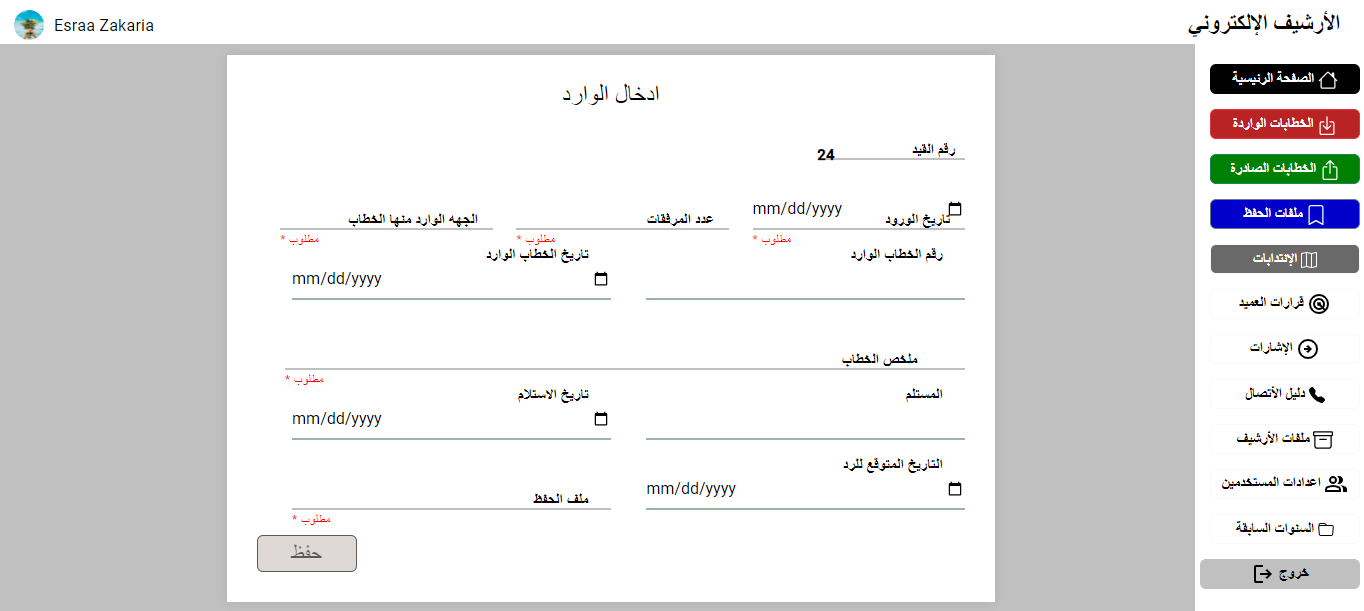 الأرشيف الإلكتروني
Esraa Zakaria
الصفحة الرئيسية
الخطابات الواردة
الخطابات الصادرة
ملفات الحفظ
الإنتدابات
قرارات العميد
الإشارات
دليل الأتصال
ملفات الأرشيف
اعدادات المستخدمين
السنوات السابقة
خروج
ادخال الوارد
رقم القيد
24
تاريخ الورود
mm/dd/yyyy
مطلوب *
عدد المرفقات
مطلوب *
الجهه الوارد منها الخطاب
مطلوب *
رقم الخطاب الوارد
تاريخ الخطاب الوارد
mm/dd/yyyy
ملخص الخطاب
مطلوب *
المستلم
تاريخ الاستلام
mm/dd/yyyy
التاريخ المتوقع للرد
mm/dd/yyyy
ملف الحفظ
مطلوب *
حفظ